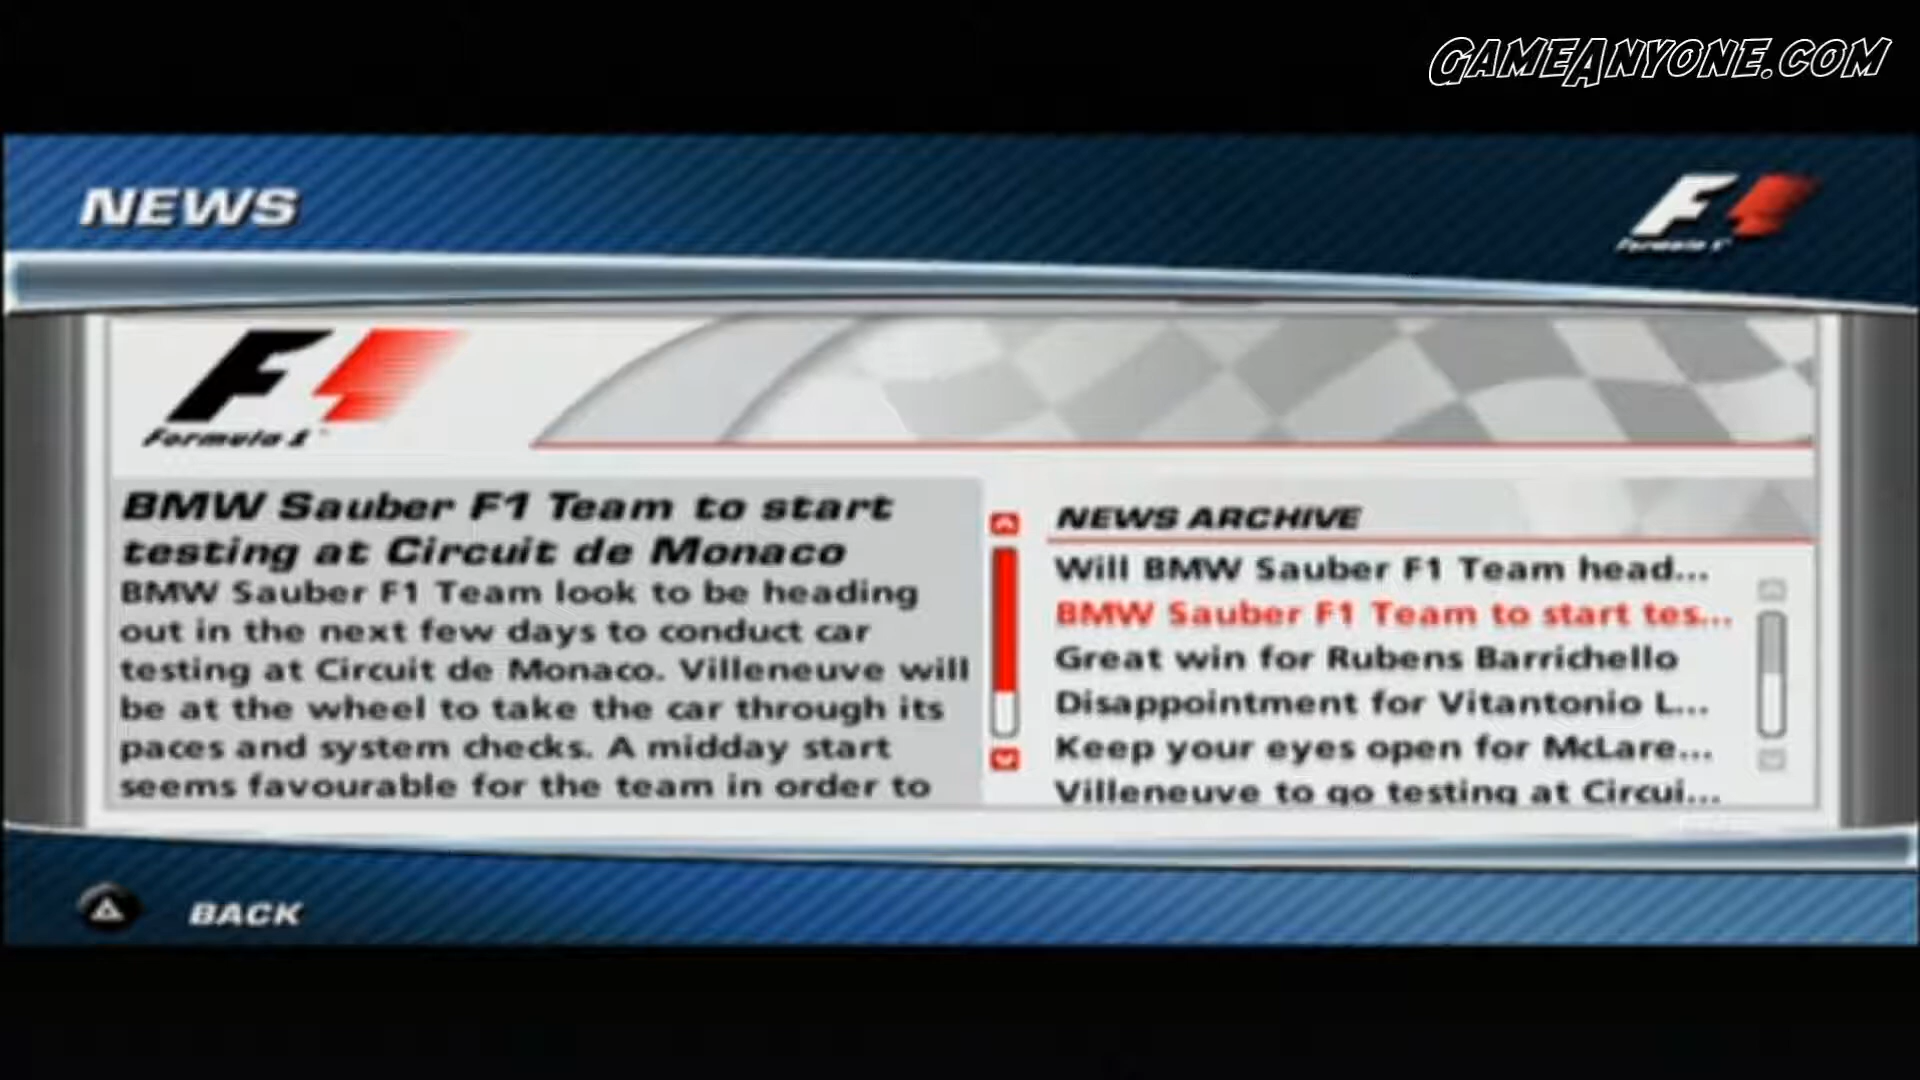 GAMEANYONE.COM
NEWS
F1
Formula 1
F1
Formula 1
BMW Sauber F1 Team to start
testing at Circuit de Monaco
BMW Sauber F1 Team look to be heading
out in the next few days to conduct car
testing at Circuit de Monaco. Villeneuve will
be at the wheel to take the car through its
paces and system checks. A midday start
seems favourable for the team in order to
NEWS ARCHIVE
Will BMW Sauber F1 Team head...
BMW Sauber F1 Team to start tes...
Great win for Rubens Barrichello
Disappointment for Vitantonio L...
Keep your eyes open for McLare...
Villeneuve to go testing at Circui...
BACK